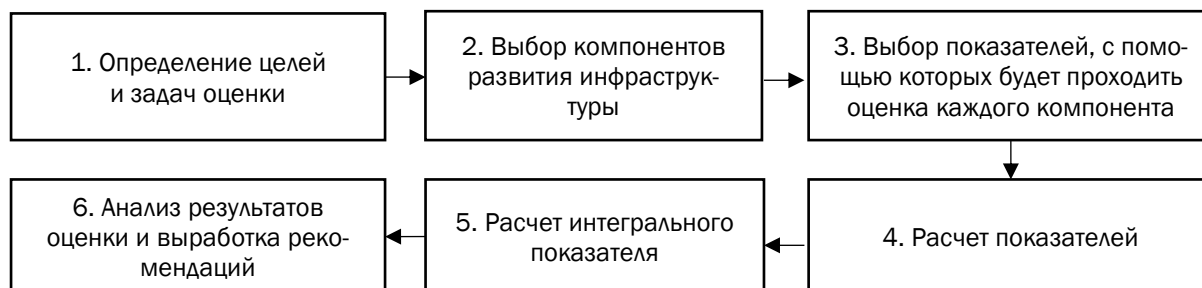 1. Определение целей
и задач оценки
2. Выбор компонентов
развития инфраструк-
туры
3. Выбор показателей, с помо-
щью которых будет проходить
оценка каждого компонента
4. Расчет показателей
5. Расчет интегрального
показателя
6. Анализ результатов
оценки и выработка реко-
мендаций